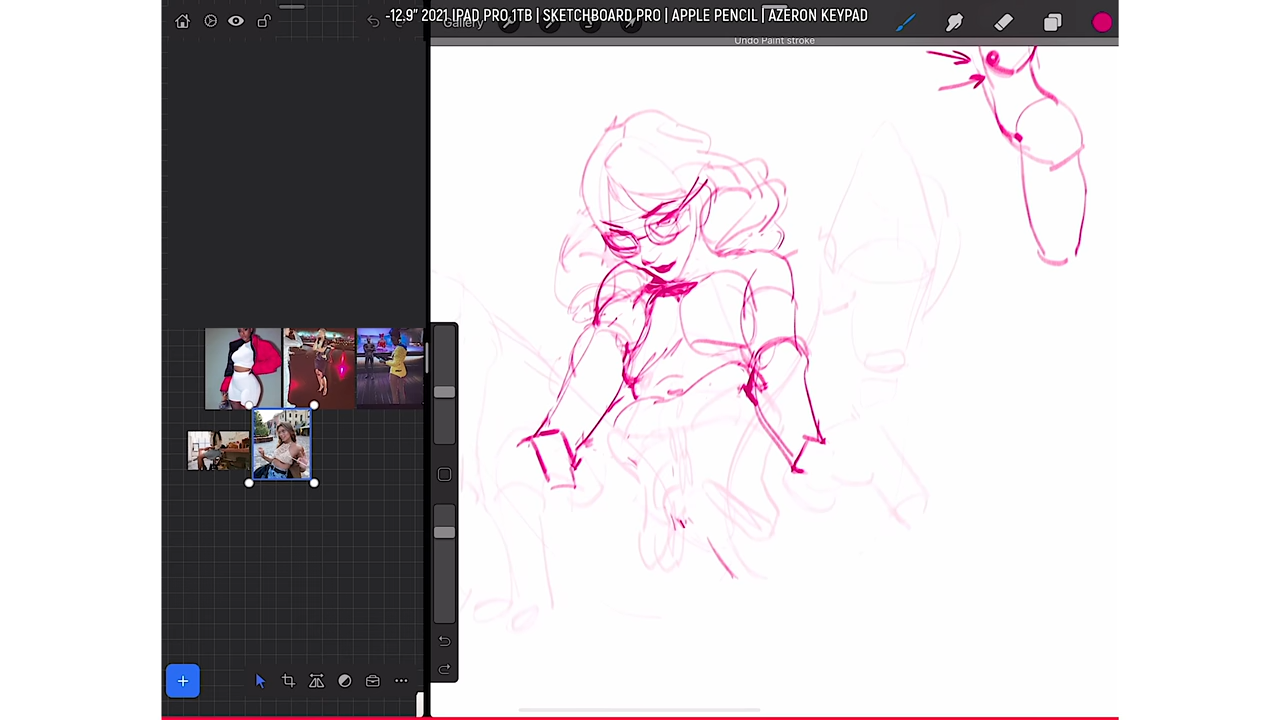 -12.9" 2021 IPAD PRO 1TB | SKETCHBOARD PRO | APPLE PENCIL | AZERON KEYPAD
Gallery
Undo Paint stroke